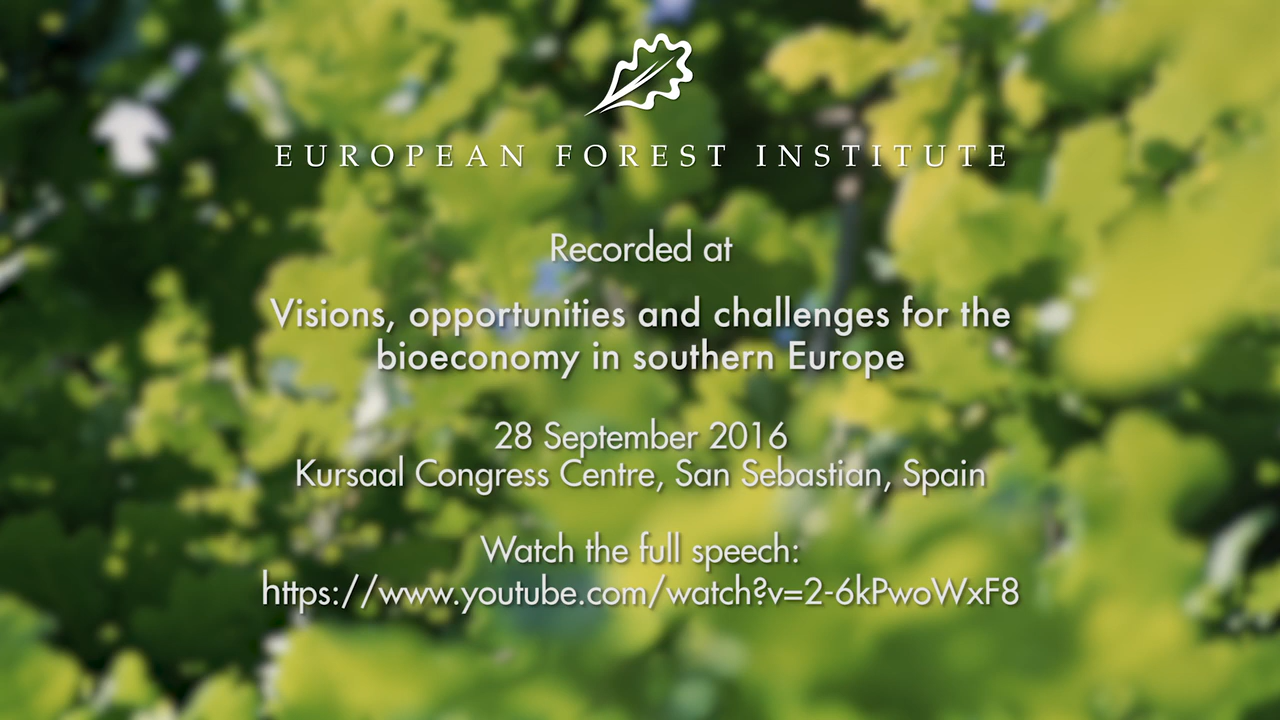 EUROPEAN FOREST INSTITUTE
Recorded at
Visions, opportunities and challenges for the
bioeconomy in southern Europe
28 September 2016
Kursaal Congress Centre, San Sebastian, Spain
Watch the full speech:
https://www.youtube.com/watch?v=2-6kPwoWxF8